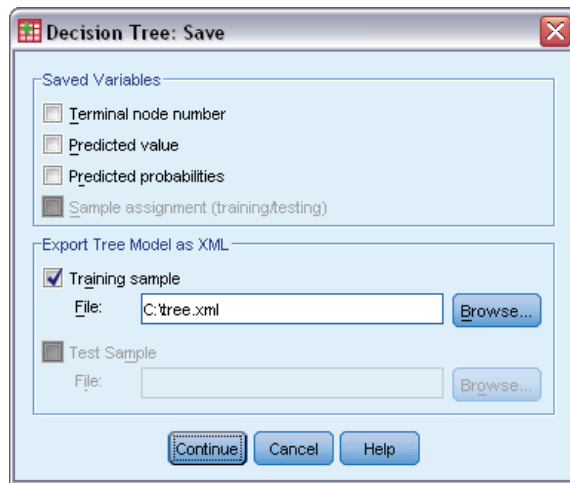 Decision Tree: Save
Saved Variables
Terminal node number
Predicted value
Predicted probabilities
Sample assignment (training/testing)
Export Tree Model as XML
Training sample
File: C:\tree.xml Browse...
Test Sample
File: Browse...
Continue Cancel Help